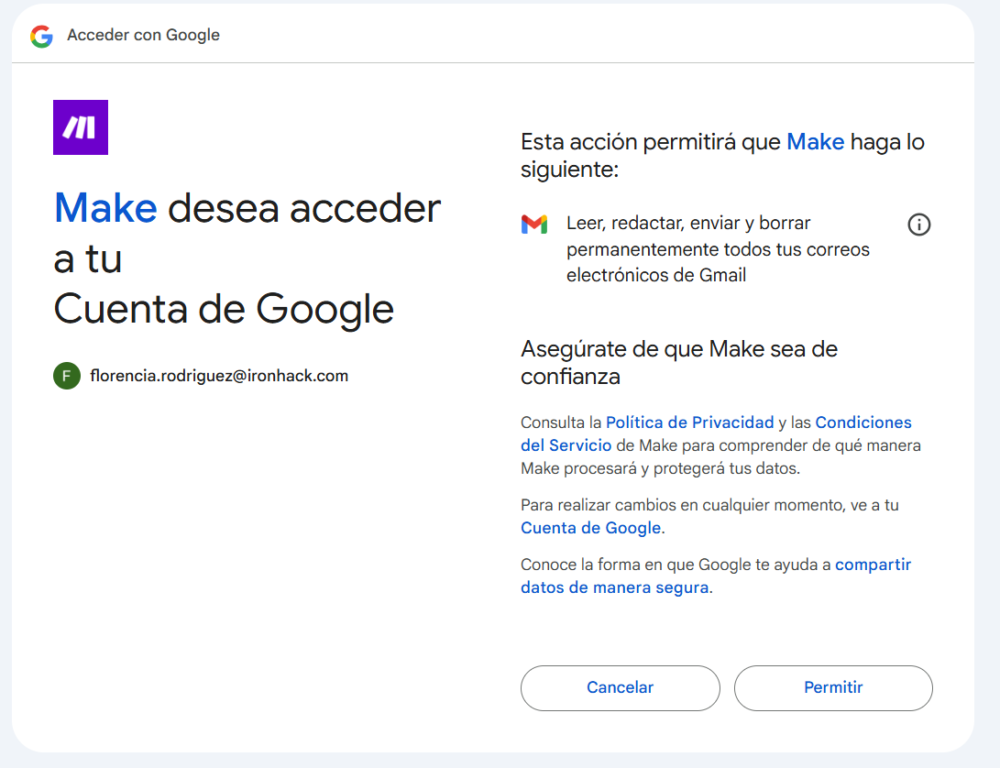 Acceder con Google
Make desea acceder
a tu
Cuenta de Google
F
florencia.rodriguez@ironhack.com
Esta acción permitirá que Make haga lo
siguiente:
Leer, redactar, enviar y borrar
permanentemente todos tus correos
electrónicos de Gmail
Asegúrate de que Make sea de
confianza
Consulta la Política de Privacidad y las Condiciones
del Servicio de Make para comprender de qué manera
Make procesará y protegerá tus datos.
Para realizar cambios en cualquier momento, ve a tu
Cuenta de Google.
Conoce la forma en que Google te ayuda a compartir
datos de manera segura.
Cancelar
Permitir